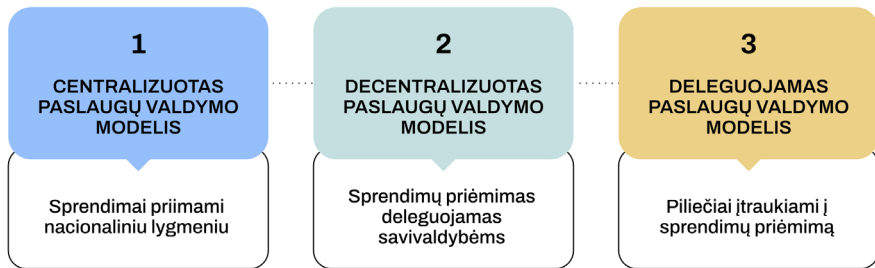 1
CENTRALIZUOTAS
PASLAUGŲ VALDYMO
MODELIS
Sprendimai priimami
nacionaliniu lygmeniu
2
DECENTRALIZUOTAS
PASLAUGŲ VALDYMO
MODELIS
Sprendimų priėmimas
deleguojamas
savivaldybėms
3
DELEGUOJAMAS
PASLAUGŲ VALDYMO
MODELIS
Piliečiai įtraukiami į
sprendimų priėmimą